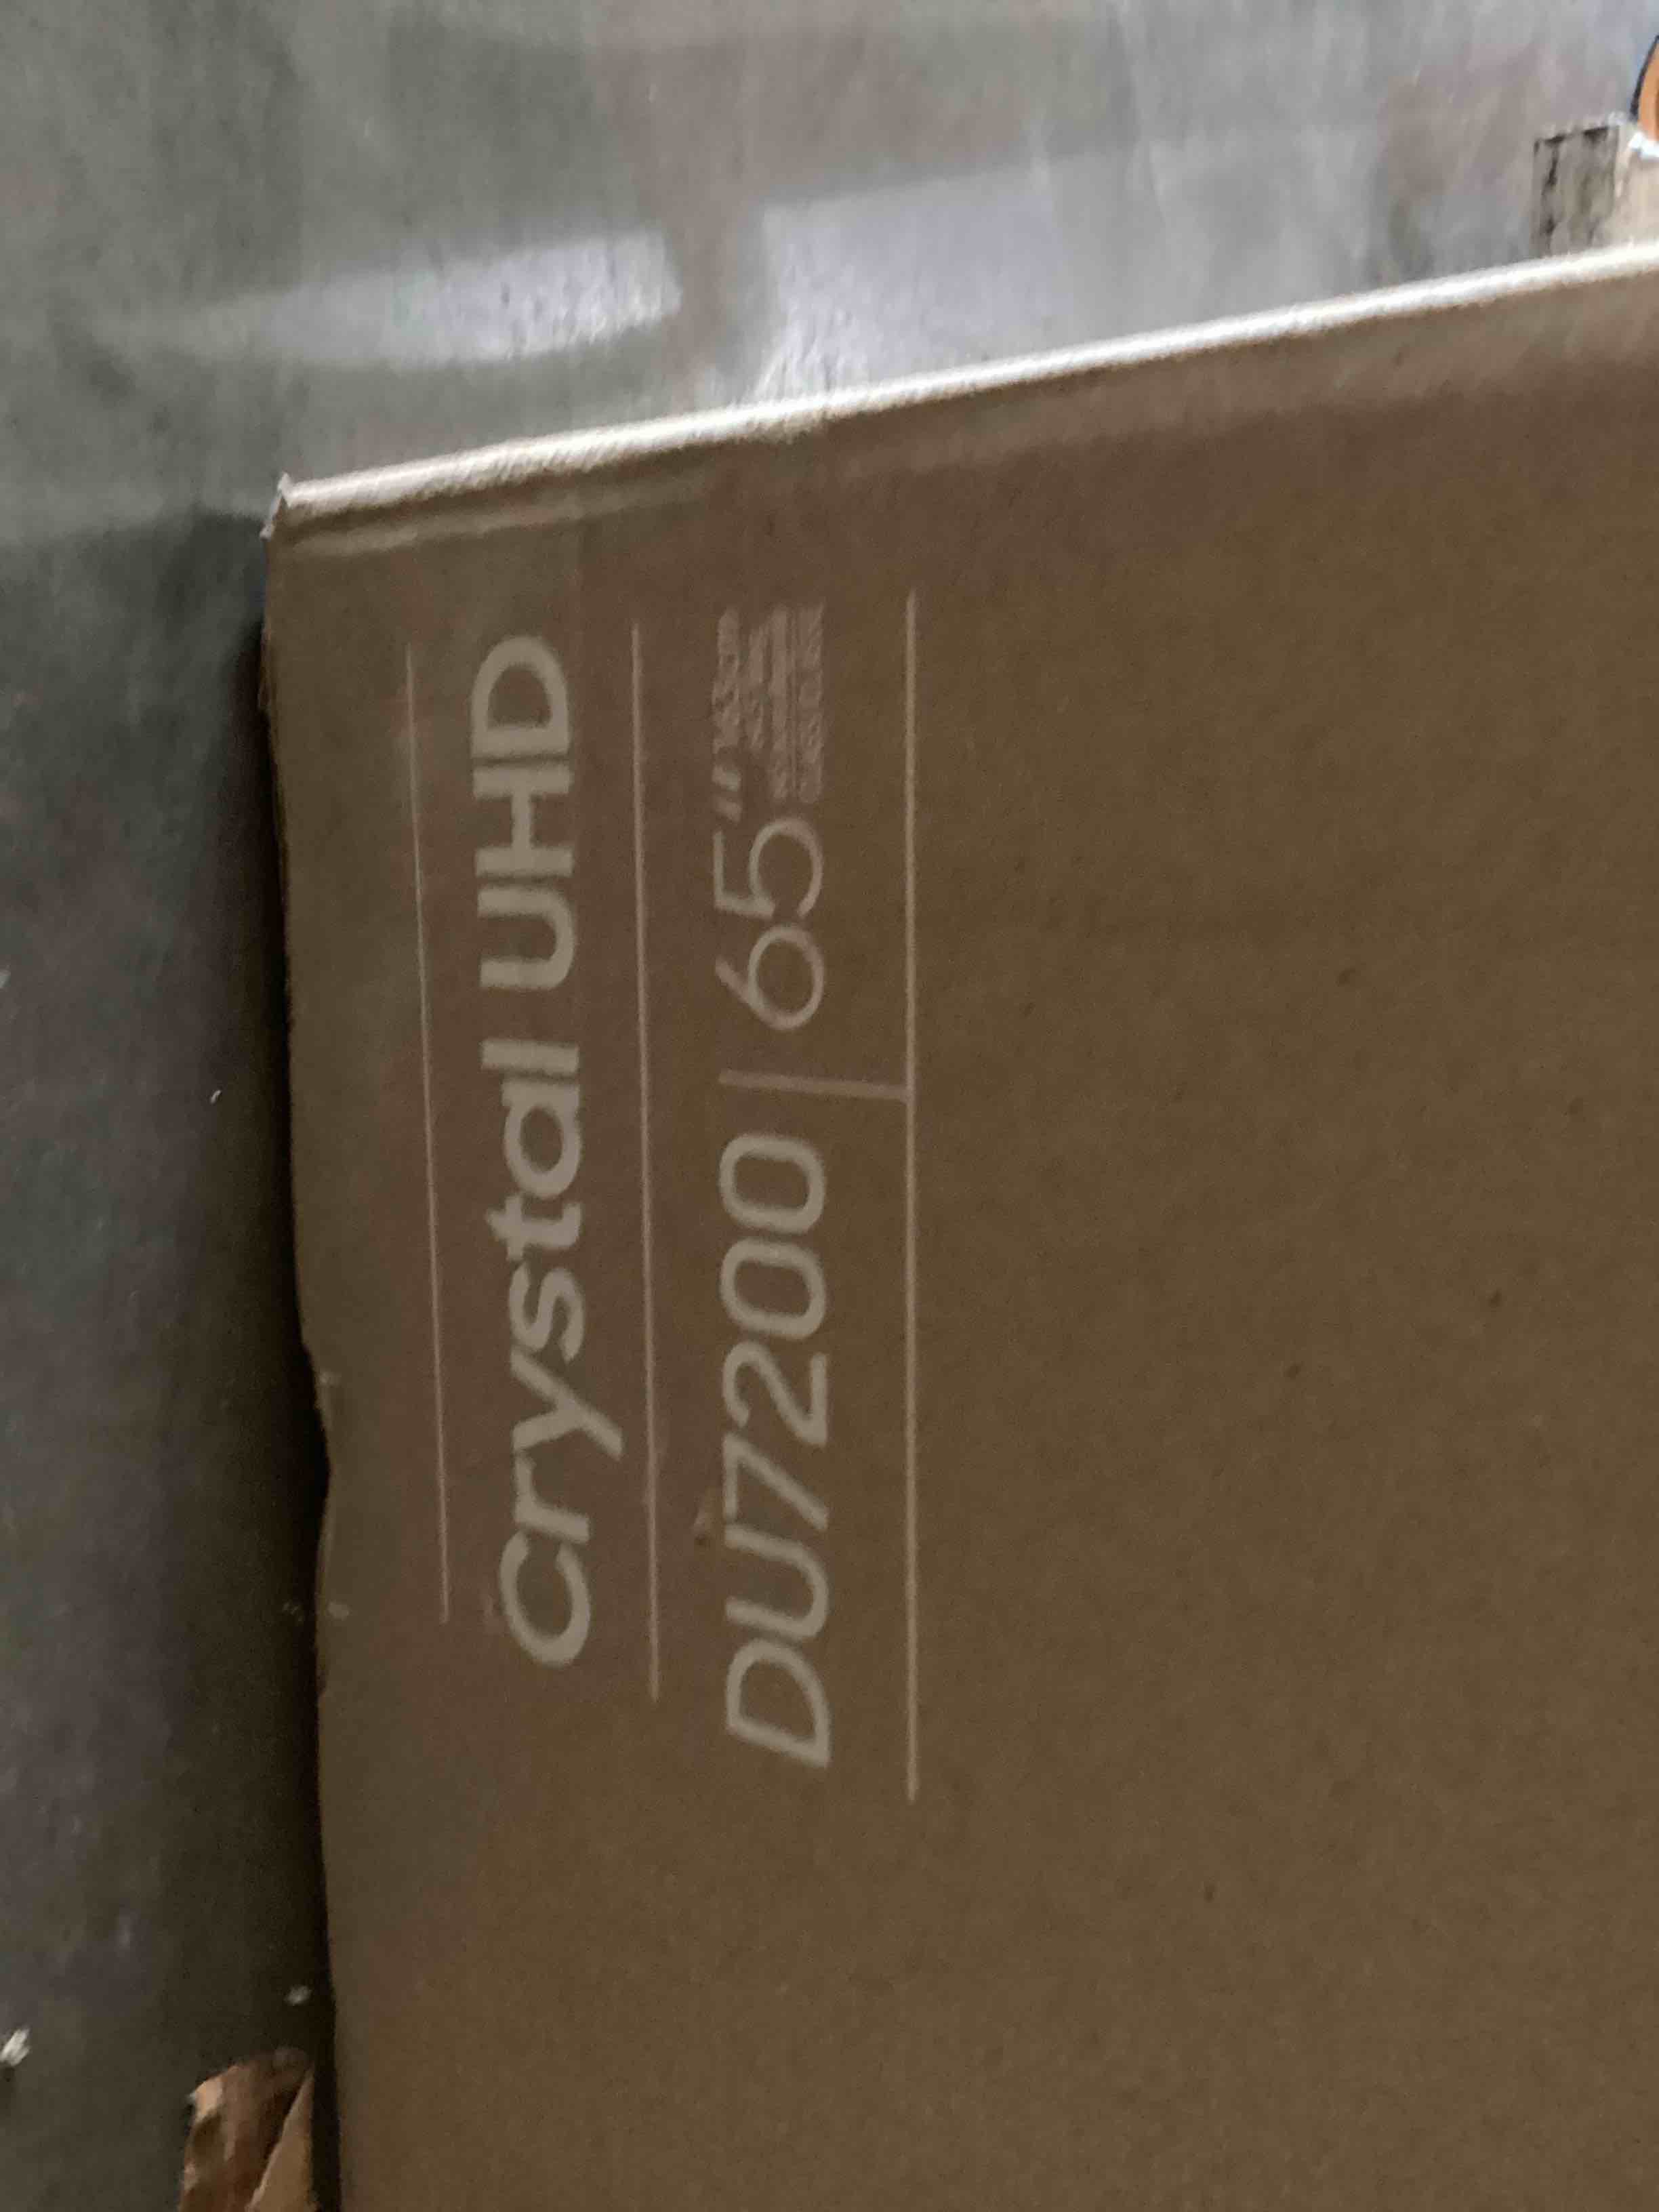 Crystal UHD
DU7200 | 65"